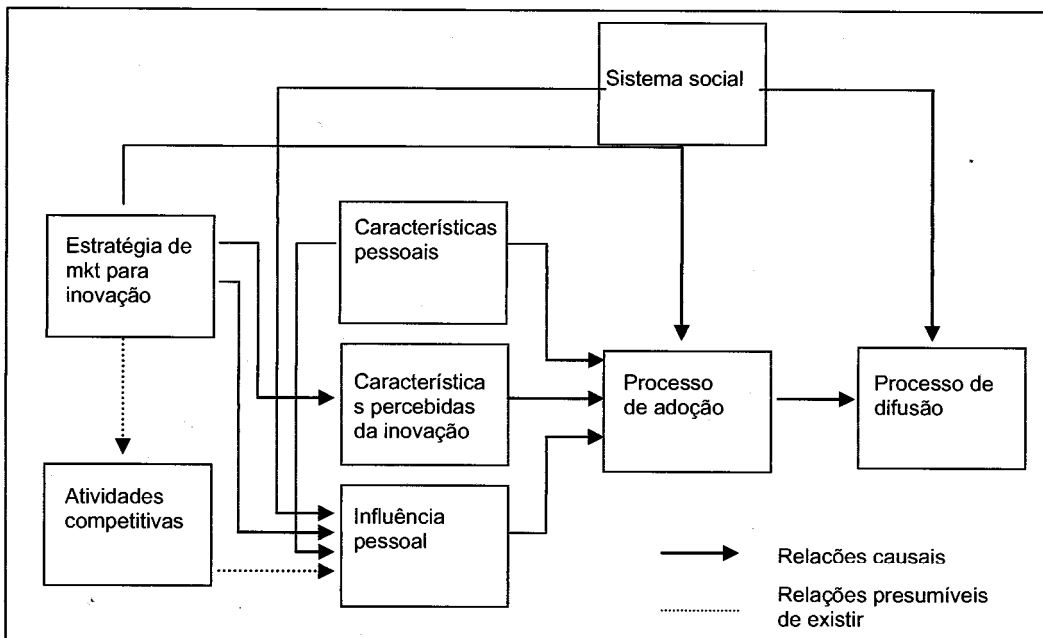 Sistema social
Estratégia de
mkt para
inovação
Características
pessoais
Característica
s percebidas
da inovação
Processo
de adoção
Processo de
difusão
Atividades
competitivas
Influência
pessoal
Relacões causais
Relações presumíveis
de existir